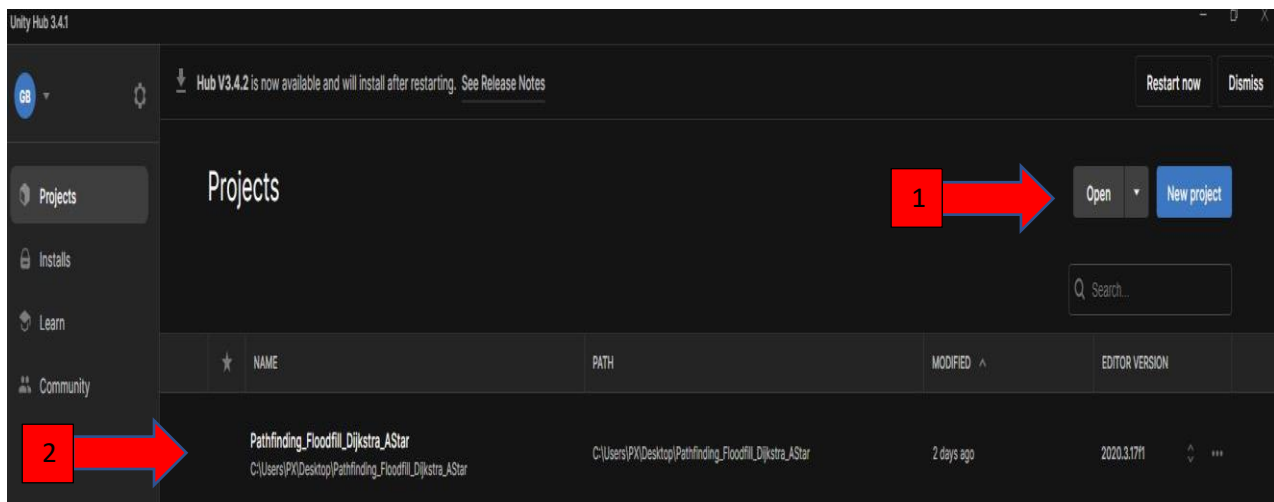 Unity Hub 3.4.1
GB
Hub V3.4.2 is now available and will install after restarting. See Release Notes
Restart now
Dismiss
Projects
Installs
Learn
Community
Projects
1
Open
New project
Search...
NAME
PATH
MODIFIED
EDITOR VERSION
2
Pathfinding_Floodfill_Dijkstra_AStar
C:\Users\PX\Desktop\Pathfinding_Floodfill_Dijkstra_AStar
C:\Users\PX\Desktop\Pathfinding_Floodfill_Dijkstra_AStar
2 days ago
2020.3.17f1